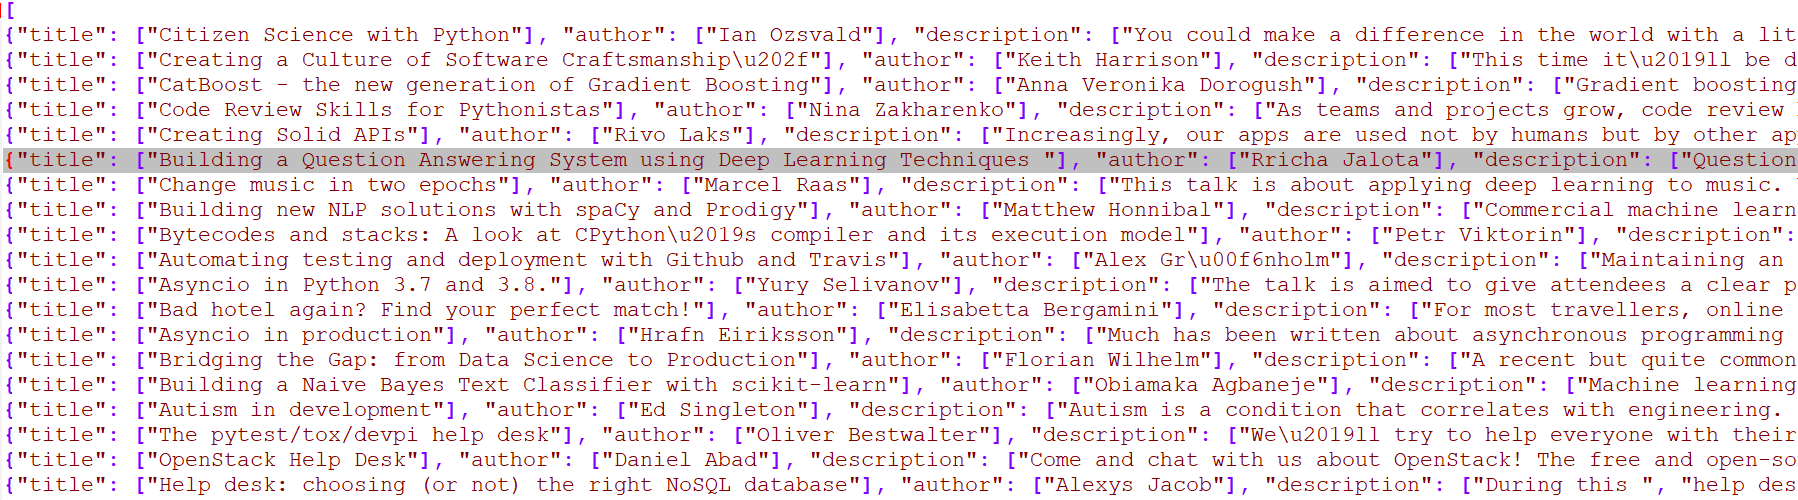 [
{"title": ["Citizen Science with Python"], "author": ["Ian Ozsvald"], "description": ["You could make a difference in the world with a lit
{"title": ["Creating a Culture of Software Craftsmanship\u202f"], "author": ["Keith Harrison"], "description": ["This time it\u2019ll be d
{"title": ["CatBoost - the new generation of Gradient Boosting"], "author": ["Anna Veronika Dorogush"], "description": ["Gradient boosting
{"title": ["Code Review Skills for Pythonistas"], "author": ["Nina Zakharenko"], "description": ["As teams and projects grow, code review
{"title": ["Creating Solid APIs"], "author": ["Rivo Laks"], "description": ["Increasingly, our apps are used not by humans but by other ap
{"title": ["Building a Question Answering System using Deep Learning Techniques "], "author": ["Rricha Jalota"], "description": ["Question
{"title": ["Change music in two epochs"], "author": ["Marcel Raas"], "description": ["This talk is about applying deep learning to music.
{"title": ["Building new NLP solutions with spaCy and Prodigy"], "author": ["Matthew Honnibal"], "description": ["Commercial machine learn
{"title": ["Bytecodes and stacks: A look at CPython\u2019s compiler and its execution model"], "author": ["Petr Viktorin"], "description":
{"title": ["Automating testing and deployment with Github and Travis"], "author": ["Alex Gr\u00f6nholm"], "description": ["Maintaining an
{"title": ["Asyncio in Python 3.7 and 3.8."], "author": ["Yury Selivanov"], "description": ["The talk is aimed to give attendees a clear p
{"title": ["Bad hotel again? Find your perfect match!"], "author": ["Elisabetta Bergamini"], "description": ["For most travellers, online
{"title": ["Asyncio in production"], "author": ["Hrafn Eiriksson"], "description": ["Much has been written about asynchronous programming
{"title": ["Bridging the Gap: from Data Science to Production"], "author": ["Florian Wilhelm"], "description": ["A recent but quite common
{"title": ["Building a Naive Bayes Text Classifier with scikit-learn"], "author": ["Obiamaka Agbaneje"], "description": ["Machine learning
{"title": ["Autism in development"], "author": ["Ed Singleton"], "description": ["Autism is a condition that correlates with engineering.
{"title": ["The pytest/tox/devpi help desk"], "author": ["Oliver Bestwalter"], "description": ["We\u2019ll try to help everyone with their
{"title": ["OpenStack Help Desk"], "author": ["Daniel Abad"], "description": ["Come and chat with us about OpenStack! The free and open-so
{"title": ["Help desk: choosing (or not) the right NoSQL database"], "author": ["Alexys Jacob"], "description": ["During this ", "help des